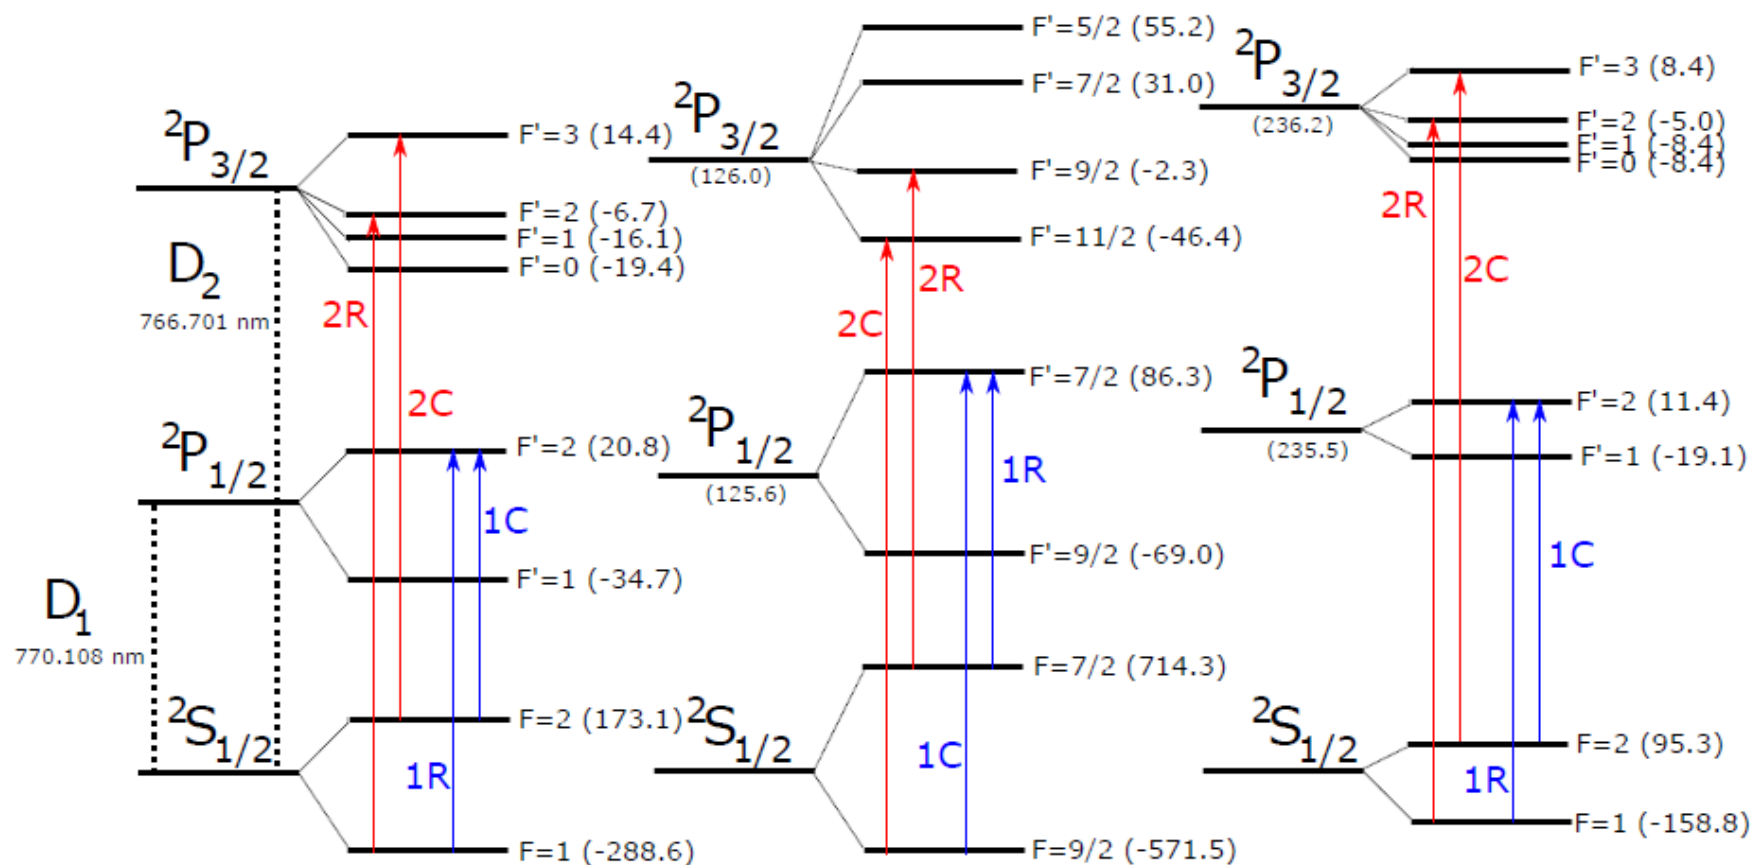 ²P3/2
F'=3 (14.4)
F'=2 (-6.7)
F'=1 (-16.1)
F'=0 (-19.4)
D2
766.701 nm
2R
2C
²P1/2
F'=2 (20.8)
1C
F'=1 (-34.7)
D1
770.108 nm
²S1/2
F=2 (173.1)
1R
F=1 (-288.6)
F'=5/2 (55.2)
F'=7/2 (31.0)
²P3/2
(126.0)
F'=9/2 (-2.3)
F'=11/2 (-46.4)
2R
2C
F'=7/2 (86.3)
²P1/2
(125.6)
1R
F'=9/2 (-69.0)
F=7/2 (714.3)
²S1/2
1C
F=9/2 (-571.5)
²P3/2
(236.2)
F'=3 (8.4)
F'=2 (-5.0)
F'=1 (-8.4)
F'=0 (-8.4)
2R
2C
²P1/2
(235.5)
F'=2 (11.4)
F'=1 (-19.1)
1C
²S1/2
F=2 (95.3)
1R
F=1 (-158.8)